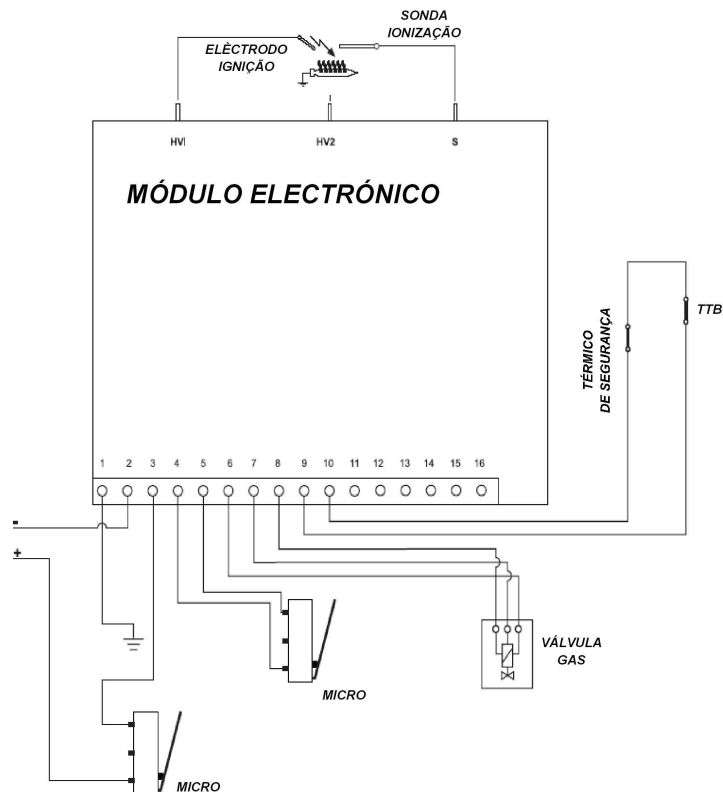 SONDA
IONIZAÇÃO
ELÈCTRODO
IGNIÇÃO
HVI
HV2
S
MÓDULO ELECTRÓNICO
TTB
TÉRMICO
DE SEGURANÇA
1 2 3 4 5 6 7 8 9 10 11 12 13 14 15 16
-
+
VÁLVULA
GAS
MICRO
MICRO